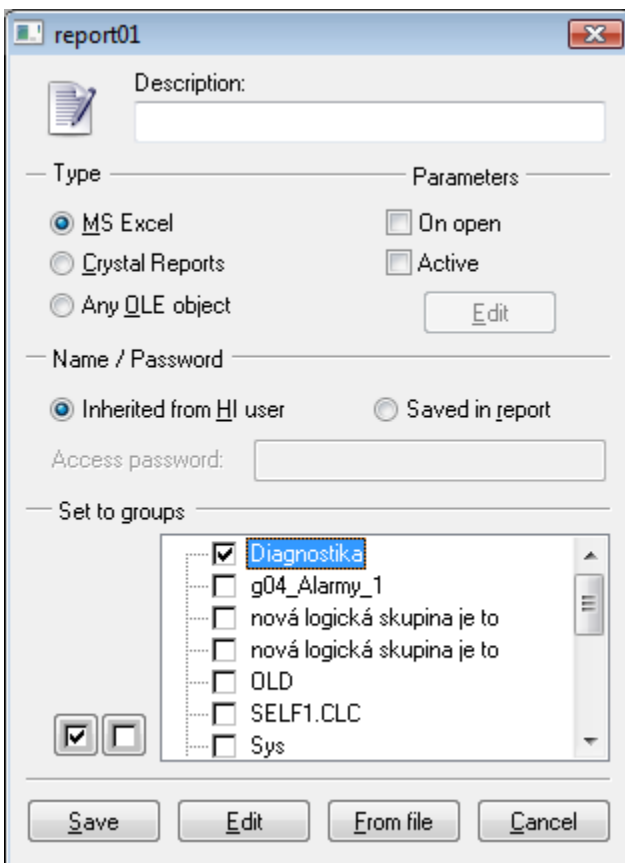 report01
Description:
Type
Parameters
MS Excel
On open
Crystal Reports
Active
Any OLE object
Edit
Name / Password
Inherited from HI user
Saved in report
Access password:
Set to groups
Diagnostika
g04_Alarmy_1
nová logická skupina je to
nová logická skupina je to
OLD
SELF1.CLC
Sys
Save
Edit
From file
Cancel